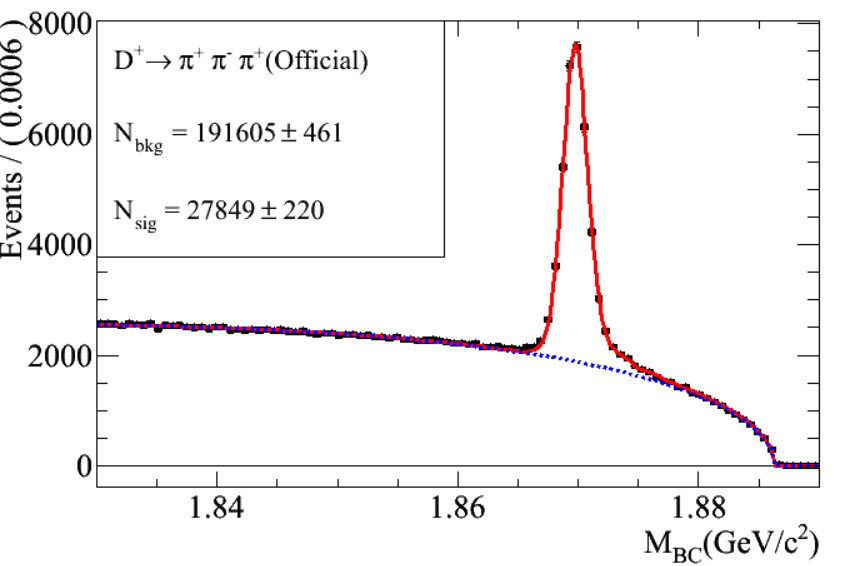 8000
6000
4000
2000
0
Events / ( 0.0006 )
D⁺→ π⁺ π⁻ π⁺(Official)
N_bkg = 191605 ± 461
N_sig = 27849 ± 220
1.84 1.86 1.88
M_BC(GeV/c²)